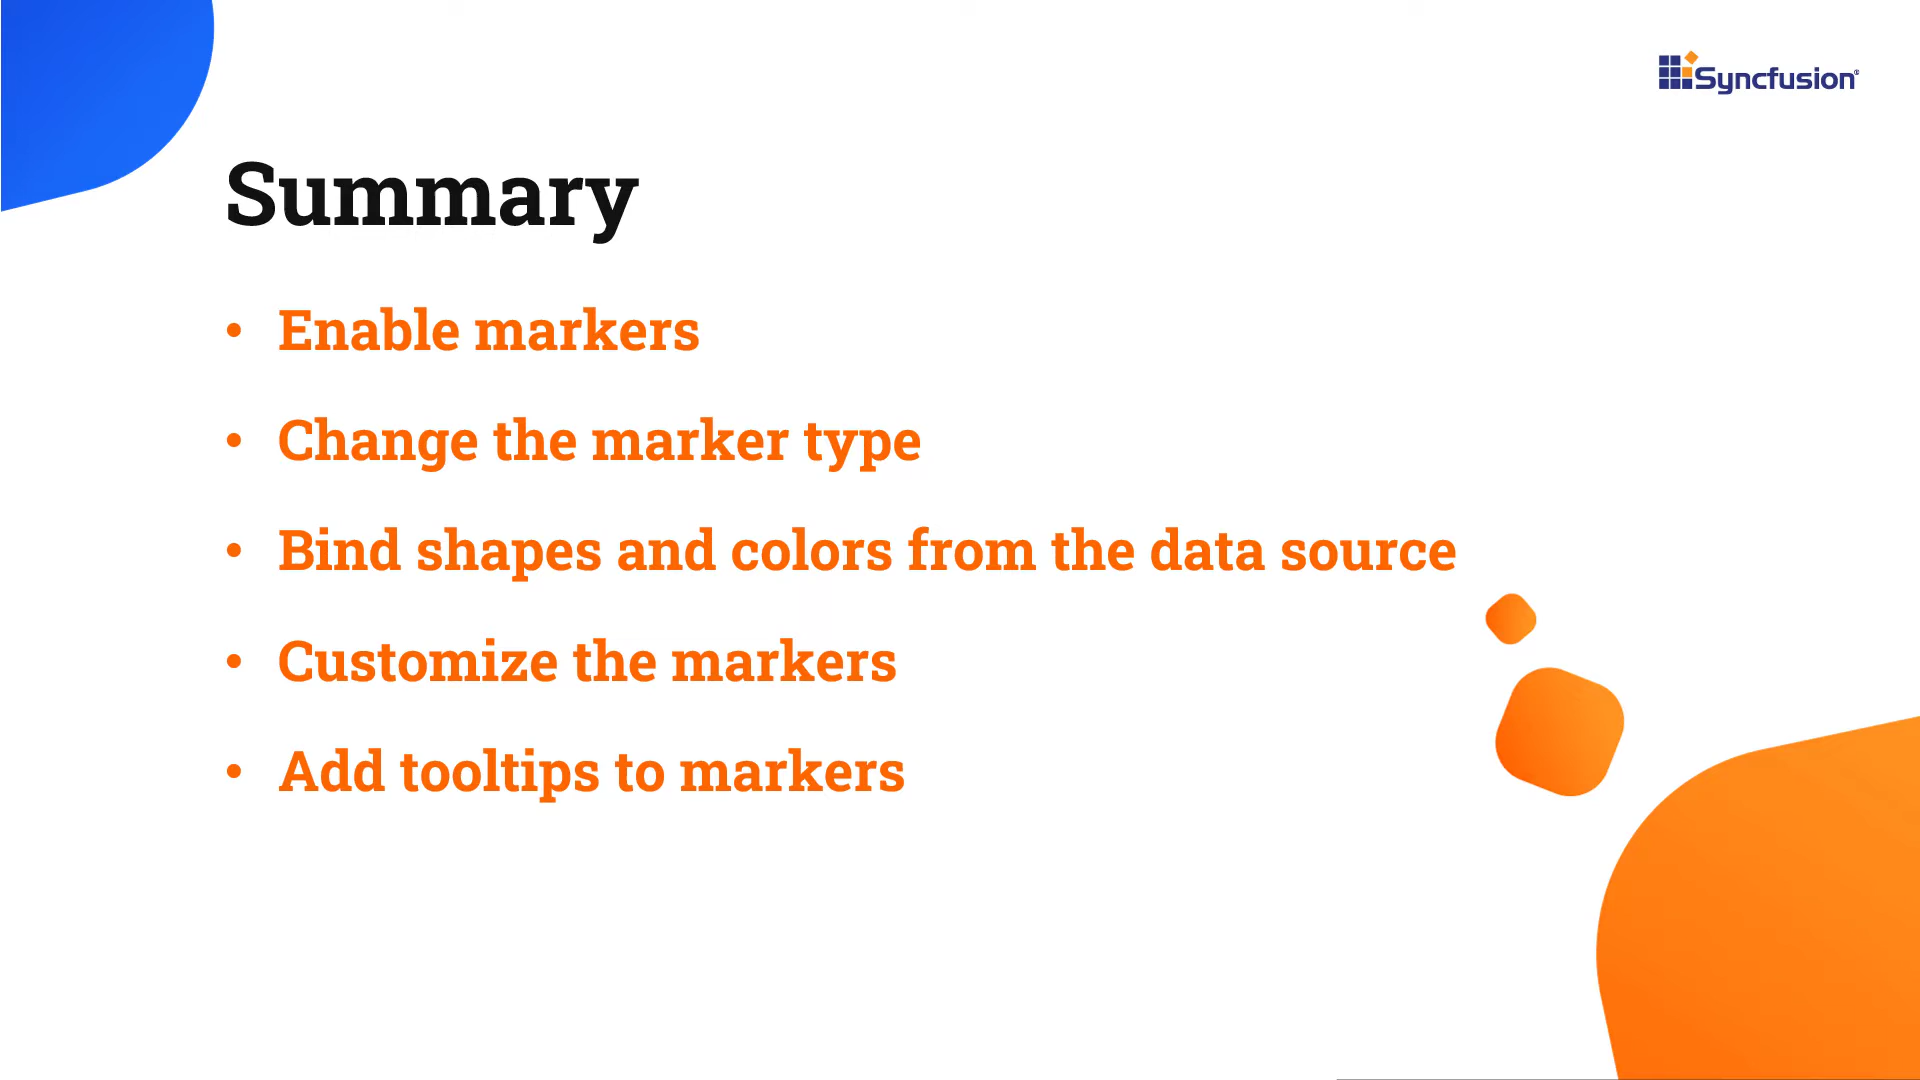 Syncfusion®
Summary
• Enable markers
• Change the marker type
• Bind shapes and colors from the data source
• Customize the markers
• Add tooltips to markers